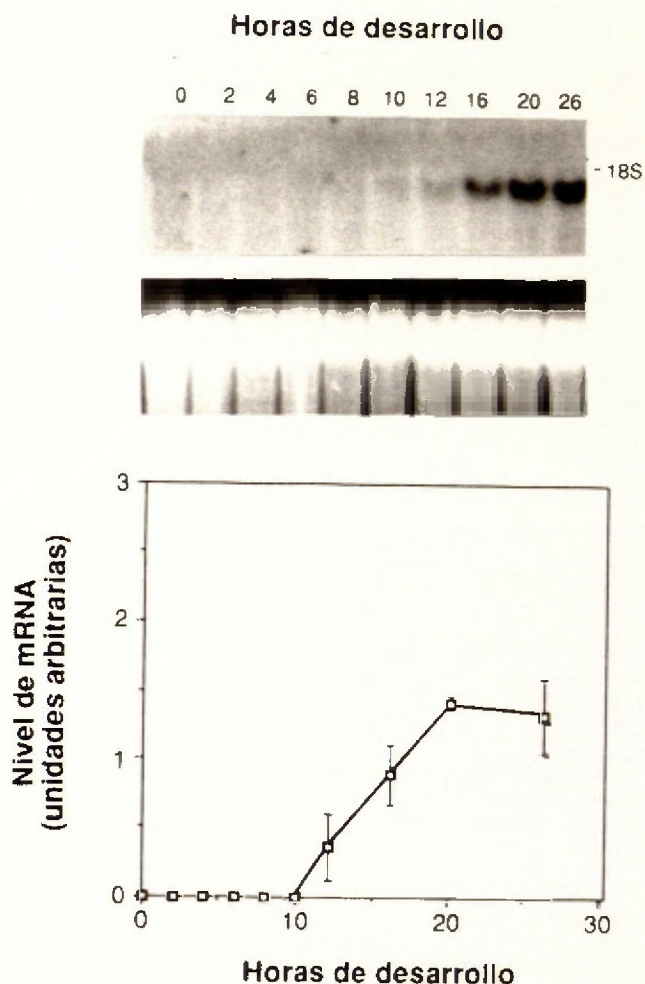 Horas de desarrollo
0 2 4 6 8 10 12 16 20 26
-18S
3
2
1
0
Nivel de mRNA
(unidades arbitrarias)
0 10 20 30
Horas de desarrollo